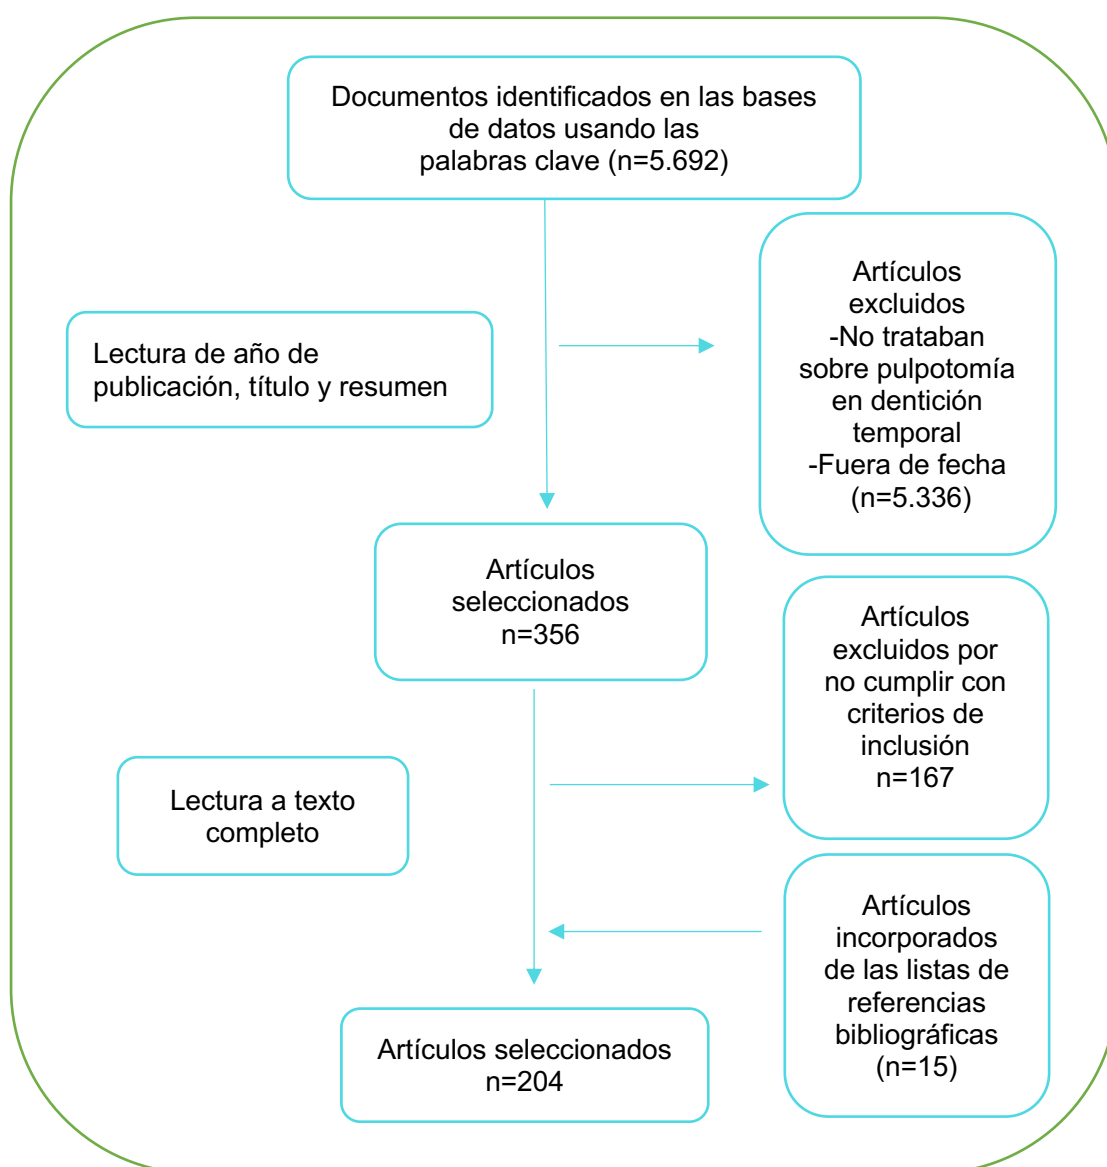 Documentos identificados en las bases
de datos usando las
palabras clave (n=5.692)
Artículos
excluidos
-No trataban
sobre pulpotomía
en dentición
temporal
-Fuera de fecha
(n=5.336)
Lectura de año de
publicación, título y resumen
Artículos
seleccionados
n=356
Artículos
excluidos por
no cumplir con
criterios de
inclusión
n=167
Lectura a texto
completo
Artículos
incorporados
de las listas de
referencias
bibliográficas
(n=15)
Artículos seleccionados
n=204